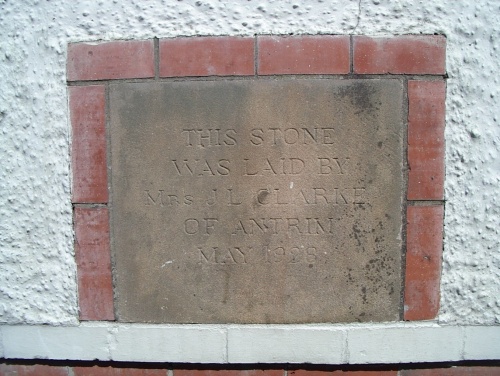 THIS STONE
WAS LAID BY
MRS J L CLARKE
OF ANTRIM
MAY 1928